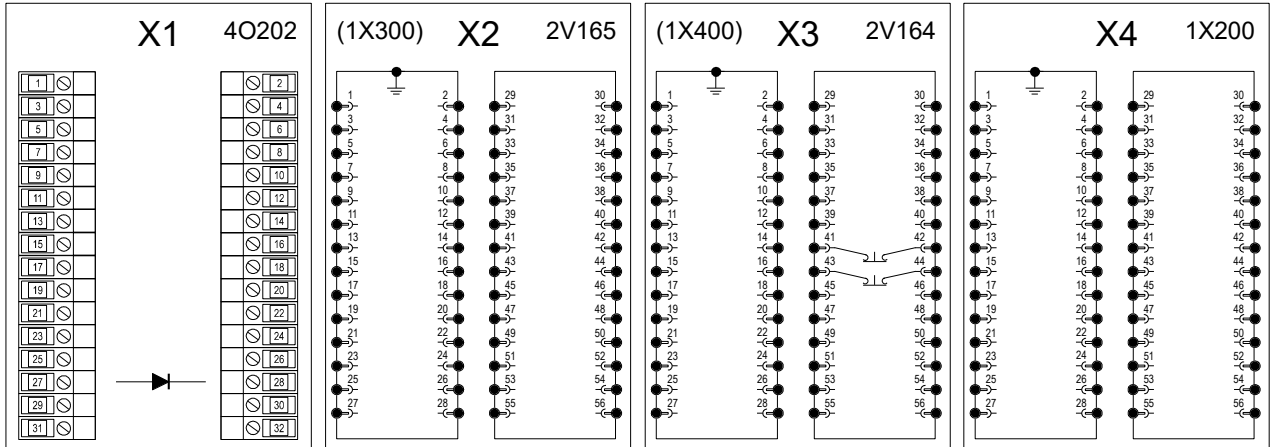 X1 4O202
1 2
3 4
5 6
7 8
9 10
11 12
13 14
15 16
17 18
19 20
21 22
23 24
25 26
27 28
29 30
31 32
(1X300) X2 2V165
1 2 29 30
3 4 31 32
5 6 33 34
7 8 35 36
9 10 37 38
11 12 39 40
13 14 41 42
15 16 43 44
17 18 45 46
19 20 47 48
21 22 49 50
23 24 51 52
25 26 53 54
27 28 55 56
(1X400) X3 2V164
1 2 29 30
3 4 31 32
5 6 33 34
7 8 35 36
9 10 37 38
11 12 39 40
13 14 41 42
15 16 43 44
17 18 45 46
19 20 47 48
21 22 49 50
23 24 51 52
25 26 53 54
27 28 55 56
X4 1X200
1 2 29 30
3 4 31 32
5 6 33 34
7 8 35 36
9 10 37 38
11 12 39 40
13 14 41 42
15 16 43 44
17 18 45 46
19 20 47 48
21 22 49 50
23 24 51 52
25 26 53 54
27 28 55 56